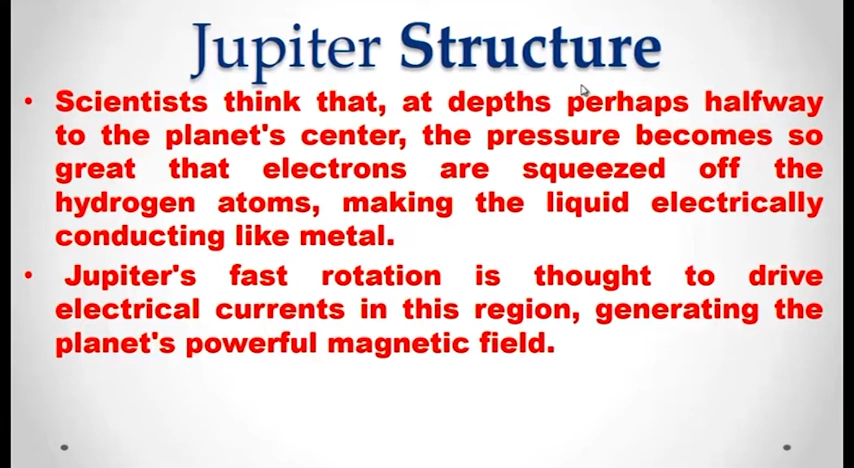 Jupiter Structure
• Scientists think that, at depths perhaps halfway
to the planet's center, the pressure becomes so
great that electrons are squeezed off the
hydrogen atoms, making the liquid electrically
conducting like metal.
• Jupiter's fast rotation is thought to drive
electrical currents in this region, generating the
planet's powerful magnetic field.